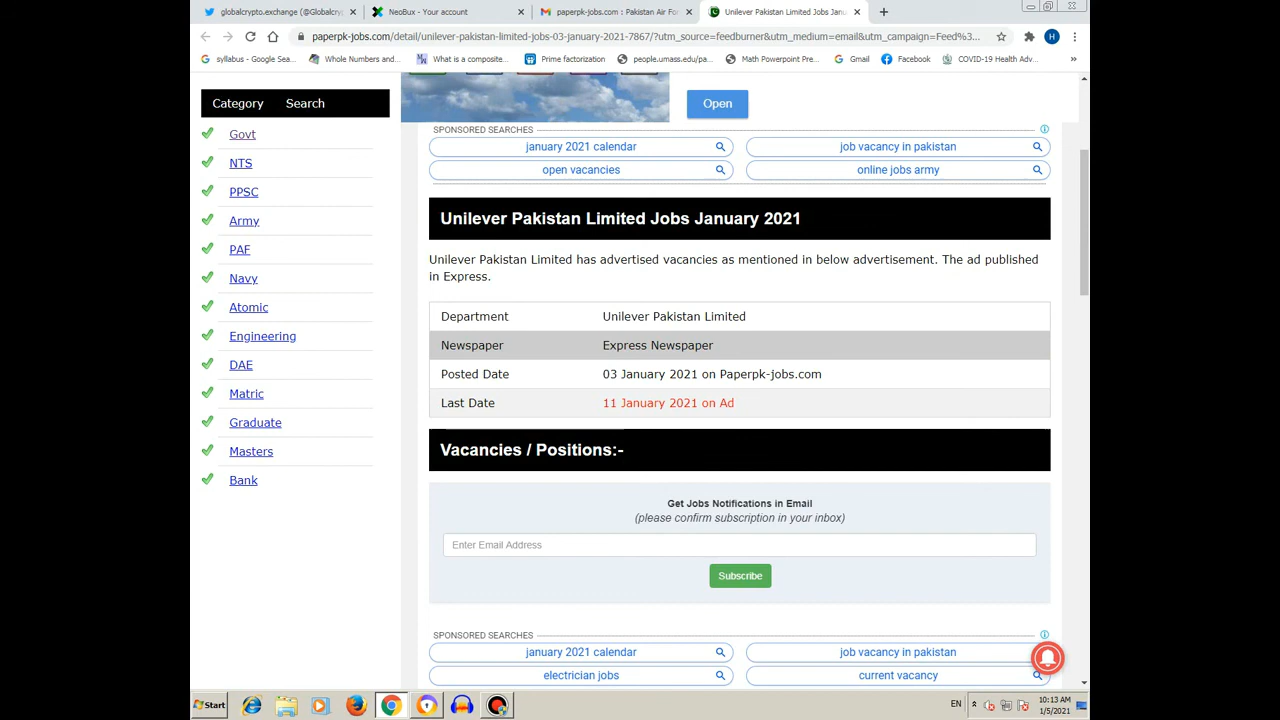 globalcrypto.exchange (@Globalcry
NeoBux - Your account
paperpk-jobs.com : Pakistan Air Fo
Unilever Pakistan Limited Jobs Janu
paperpk-jobs.com/detail/unilever-pakistan-limited-jobs-03-january-2021-7867/?utm_source=feedburner&utm_medium=email&utm_campaign=Feed%3...
H
syllabus - Google Sea...
Whole Numbers and...
What is a composite...
Prime factorization
people.umass.edu/pa...
Math Powerpoint Pre...
Gmail
Facebook
COVID-19 Health Adv...
»
Category Search
Govt
NTS
PPSC
Army
PAF
Navy
Atomic
Engineering
DAE
Matric
Graduate
Masters
Bank
Open
SPONSORED SEARCHES
january 2021 calendar
job vacancy in pakistan
open vacancies
online jobs army
Unilever Pakistan Limited Jobs January 2021
Unilever Pakistan Limited has advertised vacancies as mentioned in below advertisement. The ad published
in Express.
Department Unilever Pakistan Limited
Newspaper Express Newspaper
Posted Date 03 January 2021 on Paperpk-jobs.com
Last Date 11 January 2021 on Ad
Vacancies / Positions:-
Get Jobs Notifications in Email
(please confirm subscription in your inbox)
Enter Email Address
Subscribe
SPONSORED SEARCHES
january 2021 calendar
job vacancy in pakistan
electrician jobs
current vacancy
Start
EN
10:13 AM
1/5/2021